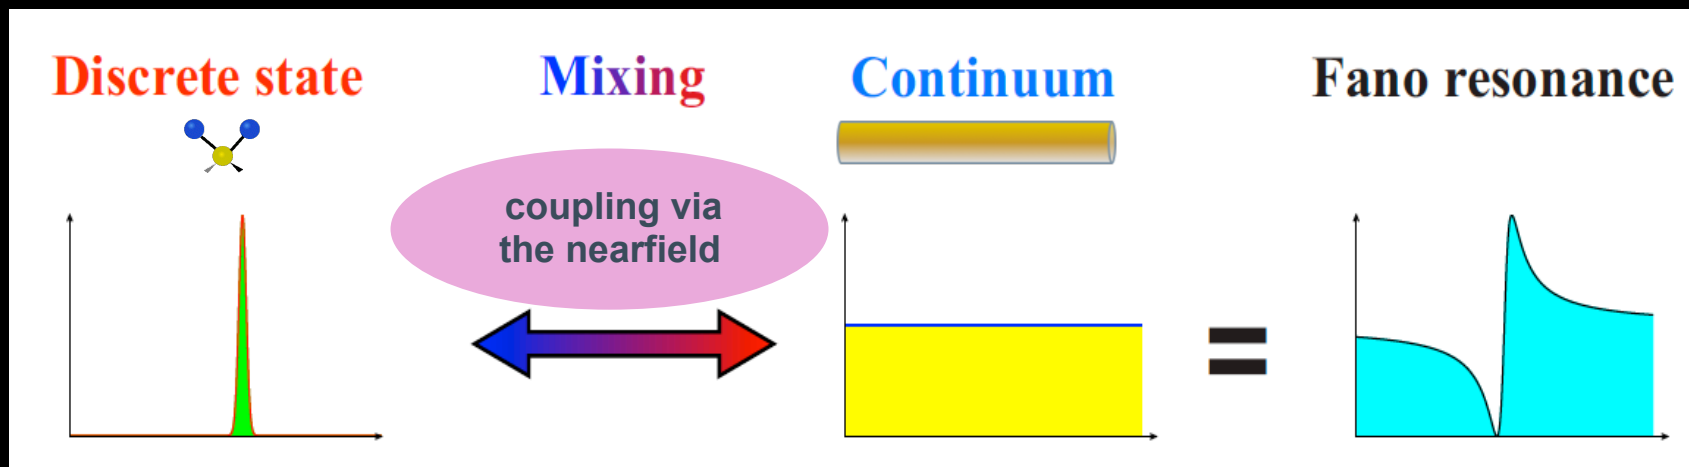 Discrete state
Mixing
Continuum
Fano resonance
coupling via
the nearfield
=